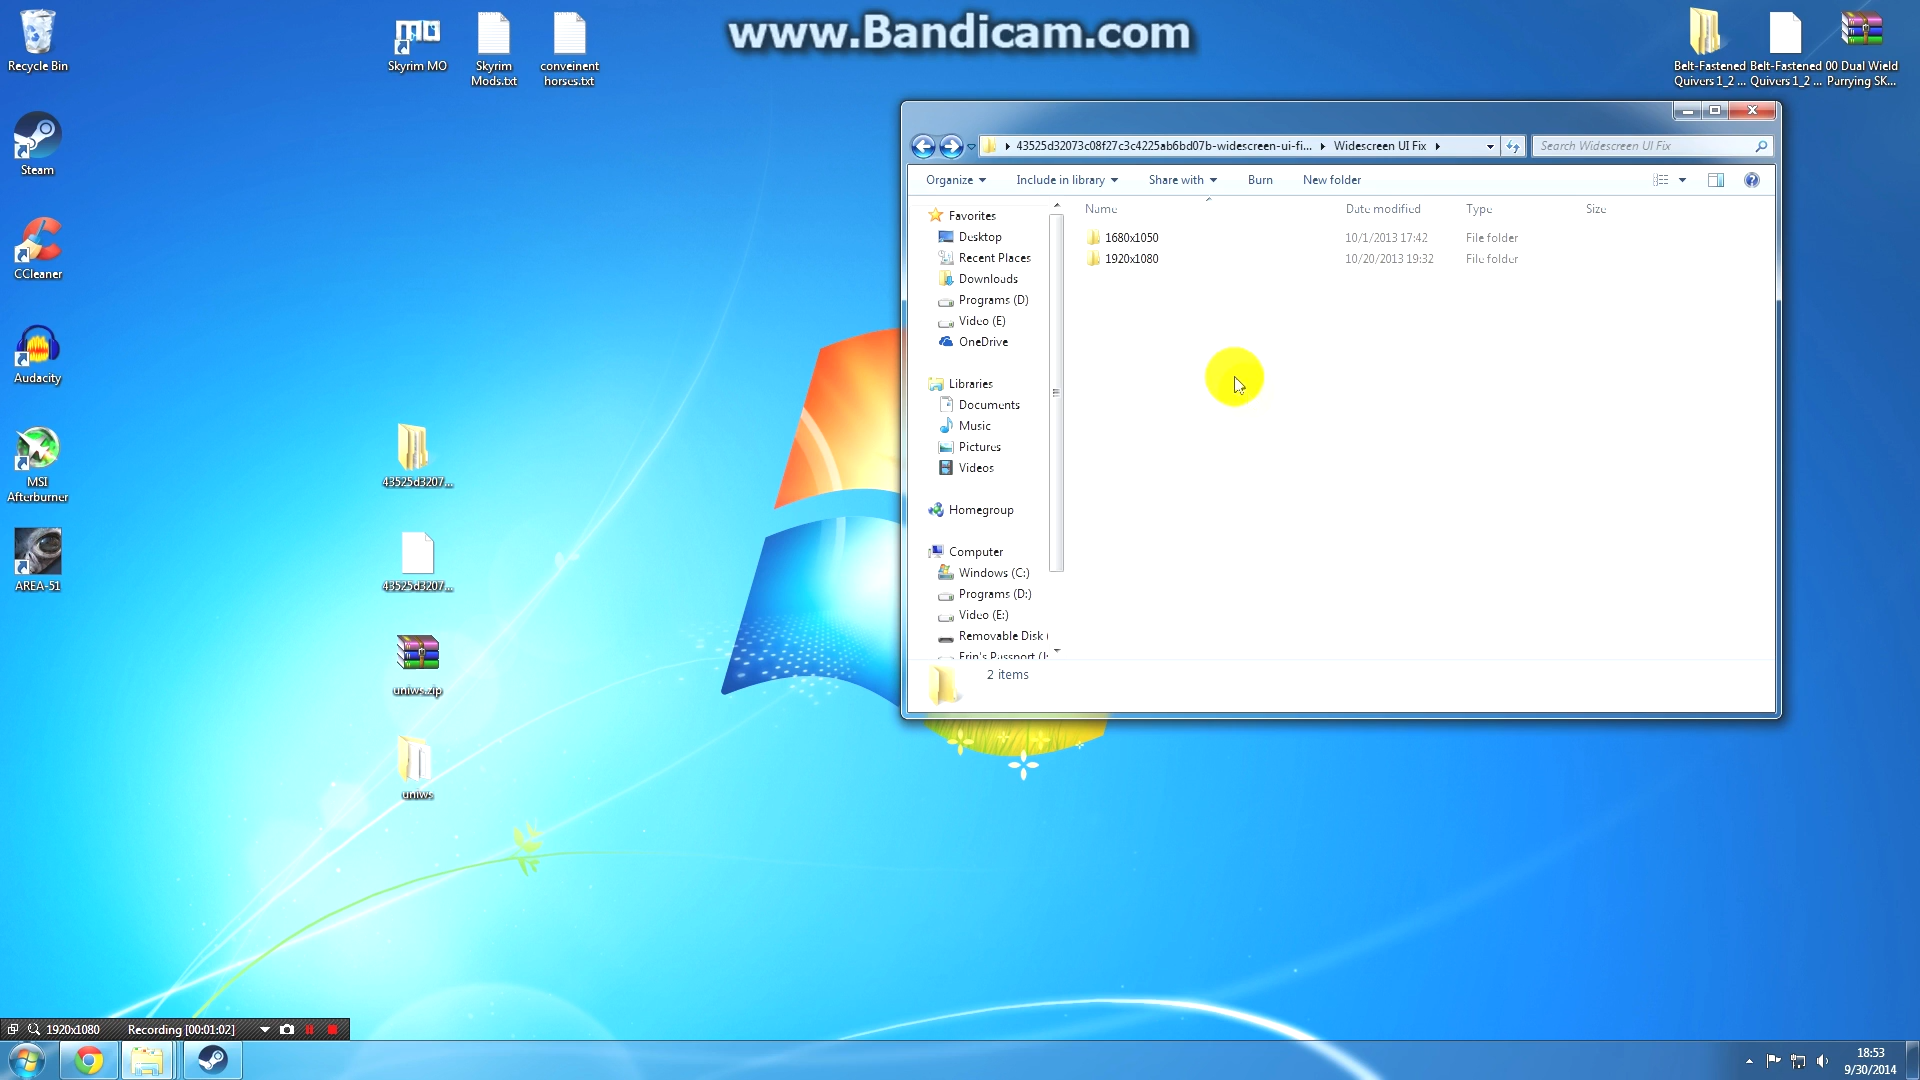 www.Bandicam.com
Recycle Bin
Skyrim MO
Skyrim
Mods.txt
conveinent
horses.txt
Belt-Fastened
Quivers 1_2 ...
Belt-Fastened
Quivers 1_2 ...
00 Dual Wield
Parrying SK...
Steam
CCleaner
Audacity
MSI
Afterburner
AREA-51
43525d3207...
43525d3207...
uniws.zip
uniws
43525d32073c08f27c3c4225ab6bd07b-widescreen-ui-fi... Widescreen UI Fix
Search Widescreen UI Fix
Organize Include in library Share with Burn New folder
Name Date modified Type Size
1680x1050 10/1/2013 17:42 File folder
1920x1080 10/20/2013 19:32 File folder
Favorites
Desktop
Recent Places
Downloads
Programs (D)
Video (E)
OneDrive
Libraries
Documents
Music
Pictures
Videos
Homegroup
Computer
Windows (C:)
Programs (D:)
Video (E:)
Removable Disk (
Erin's Passport (I:
2 items
1920x1080 Recording [00:01:02]
18:53
9/30/2014